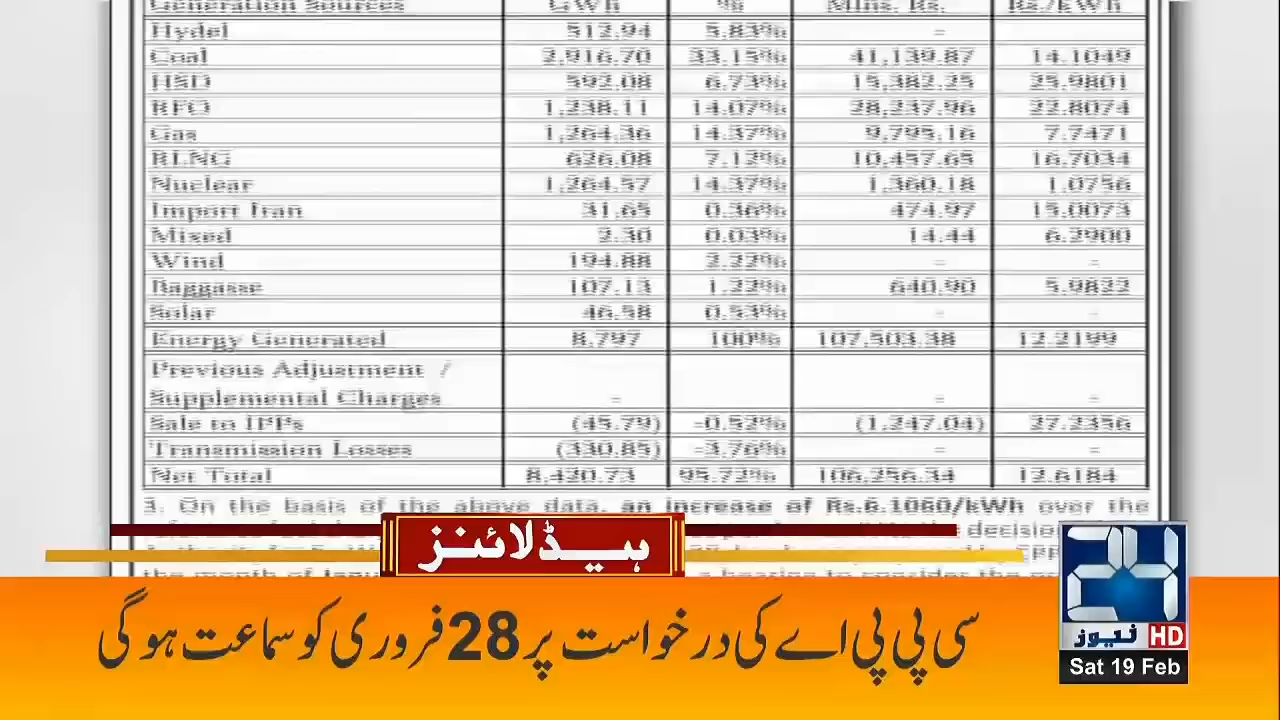 Generation Sources GWh % Mlns. Rs. Rs./kWh
Hydel 512.94 5.83% - -
Coal 2,916.70 33.15% 41,139.87 14.1049
HSD 592.08 6.73% 15,382.25 25.9801
RFO 1,238.11 14.07% 28,237.96 22.8074
Gas 1,264.36 14.37% 9,795.16 7.7471
RLNG 626.08 7.12% 10,457.65 16.7034
Nuclear 1,264.57 14.37% 1,360.18 1.0756
Import Iran 31.65 0.36% 474.97 15.0073
Mixed 2.30 0.03% 14.44 6.2900
Wind 194.88 2.22% - -
Baggasse 107.13 1.22% 640.90 5.9822
Solar 46.58 0.53% - -
Energy Generated 8,797 100% 107,503.38 12.2199
Previous Adjustment /
Supplemental Charges - - -
Sale to IPPs (45.79) -0.52% (1,247.04) 27.2356
Transmission Losses (330.85) -3.76% - -
Net Total 8,420.73 95.72% 106,256.34 12.6184
3. On the basis of the above data, an increase of Rs.6.1060/kWh over the
decision
ہیڈلائنز
the month of
سی پی پی اے کی درخواست پر 28 فروری کو سماعت ہوگی
24
نیوز HD
Sat 19 Feb